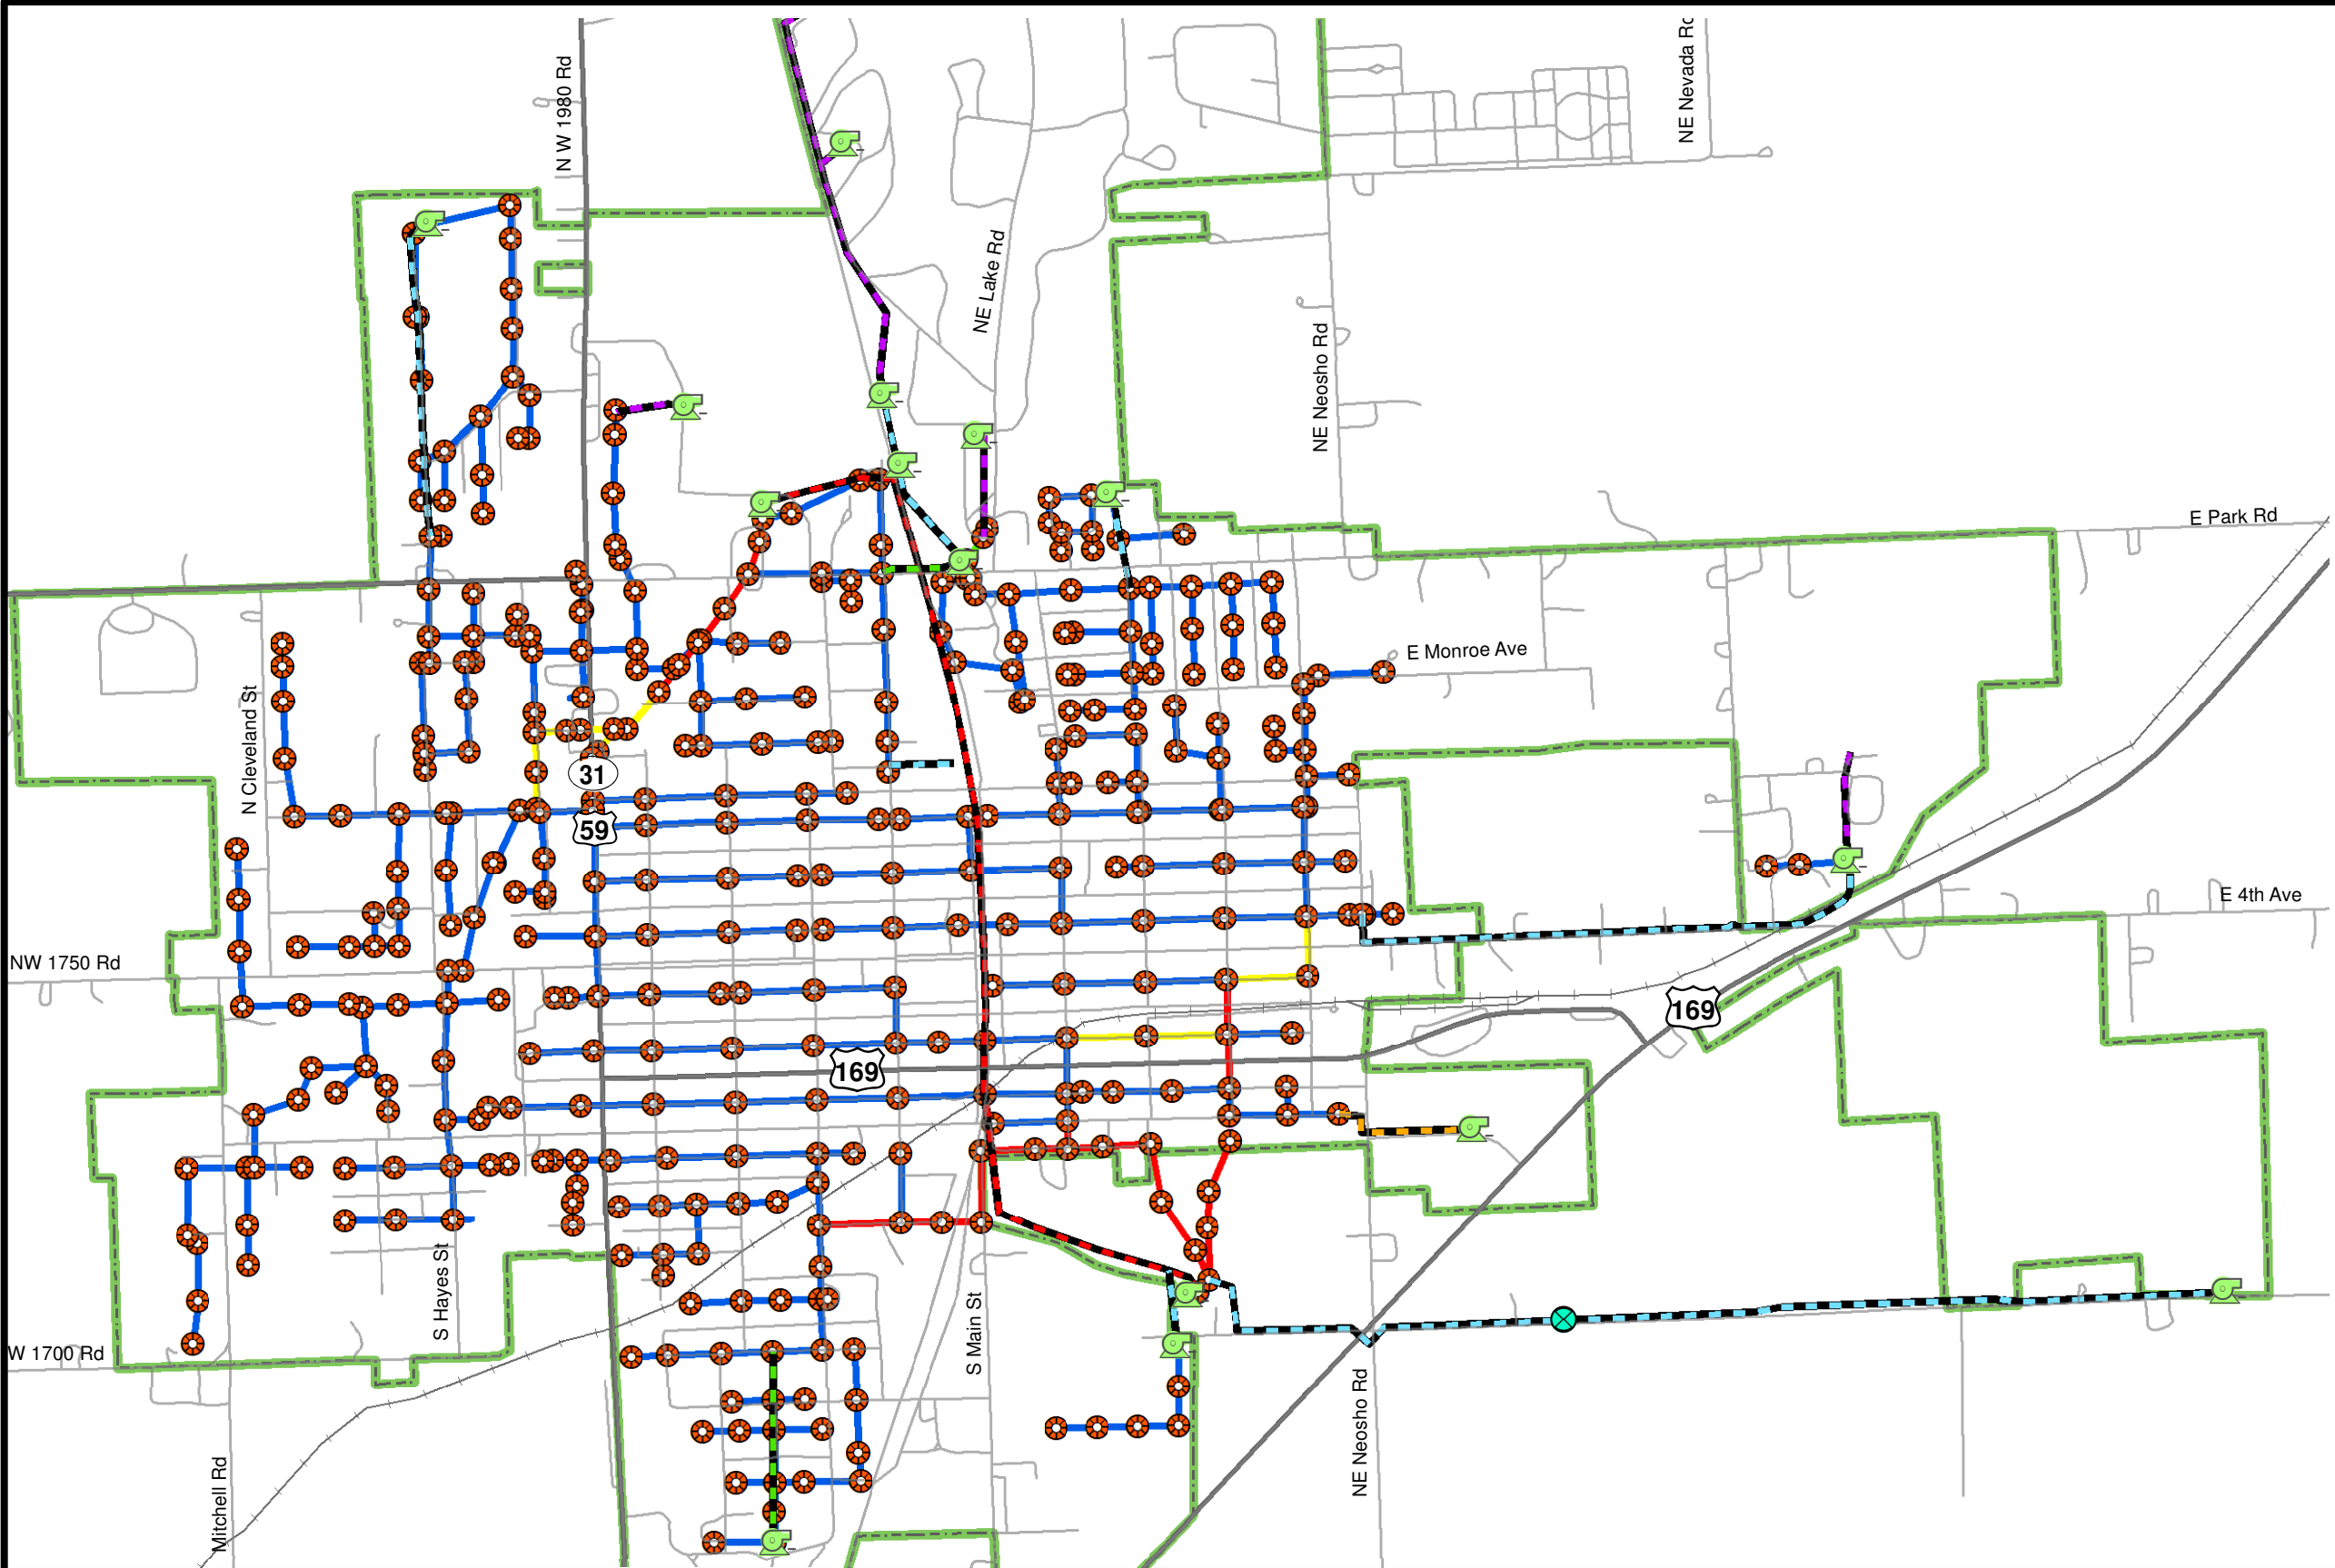 N W 1980 Rd
NE Nevada Rd
NE Lake Rd
NE Neosho Rd
E Park Rd
E Monroe Ave
N Cleveland St
31
59
E 4th Ave
NW 1750 Rd
169
169
S Hayes St
S Main St
W 1700 Rd
NE Neosho Rd
Mitchell Rd